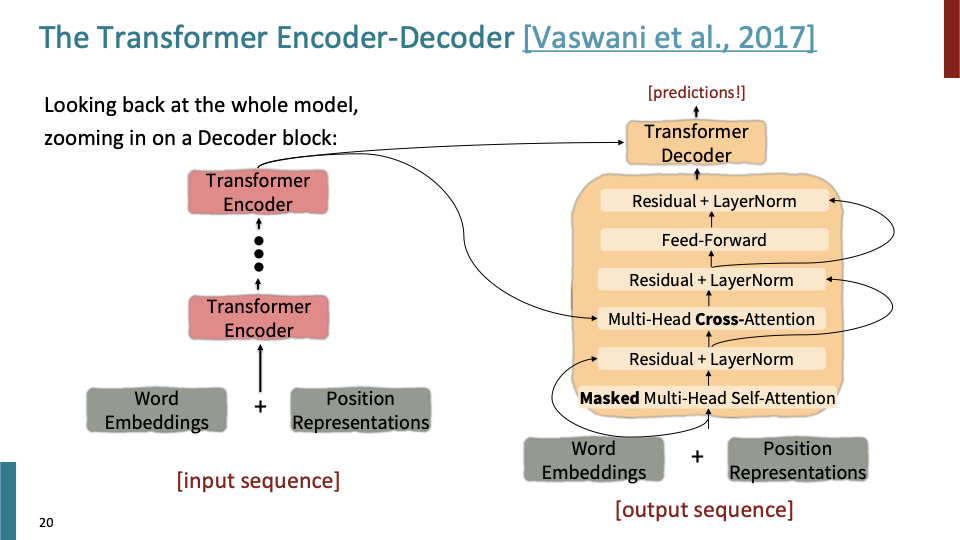 The Transformer Encoder-Decoder [Vaswani et al., 2017]
Looking back at the whole model,
zooming in on a Decoder block:
Transformer
Encoder
Transformer
Encoder
Word
Embeddings
+
Position
Representations
[input sequence]
[predictions!]
Transformer
Decoder
Residual + LayerNorm
Feed-Forward
Residual + LayerNorm
Multi-Head Cross-Attention
Residual + LayerNorm
Masked Multi-Head Self-Attention
Word
Embeddings
+
Position
Representations
[output sequence]
20